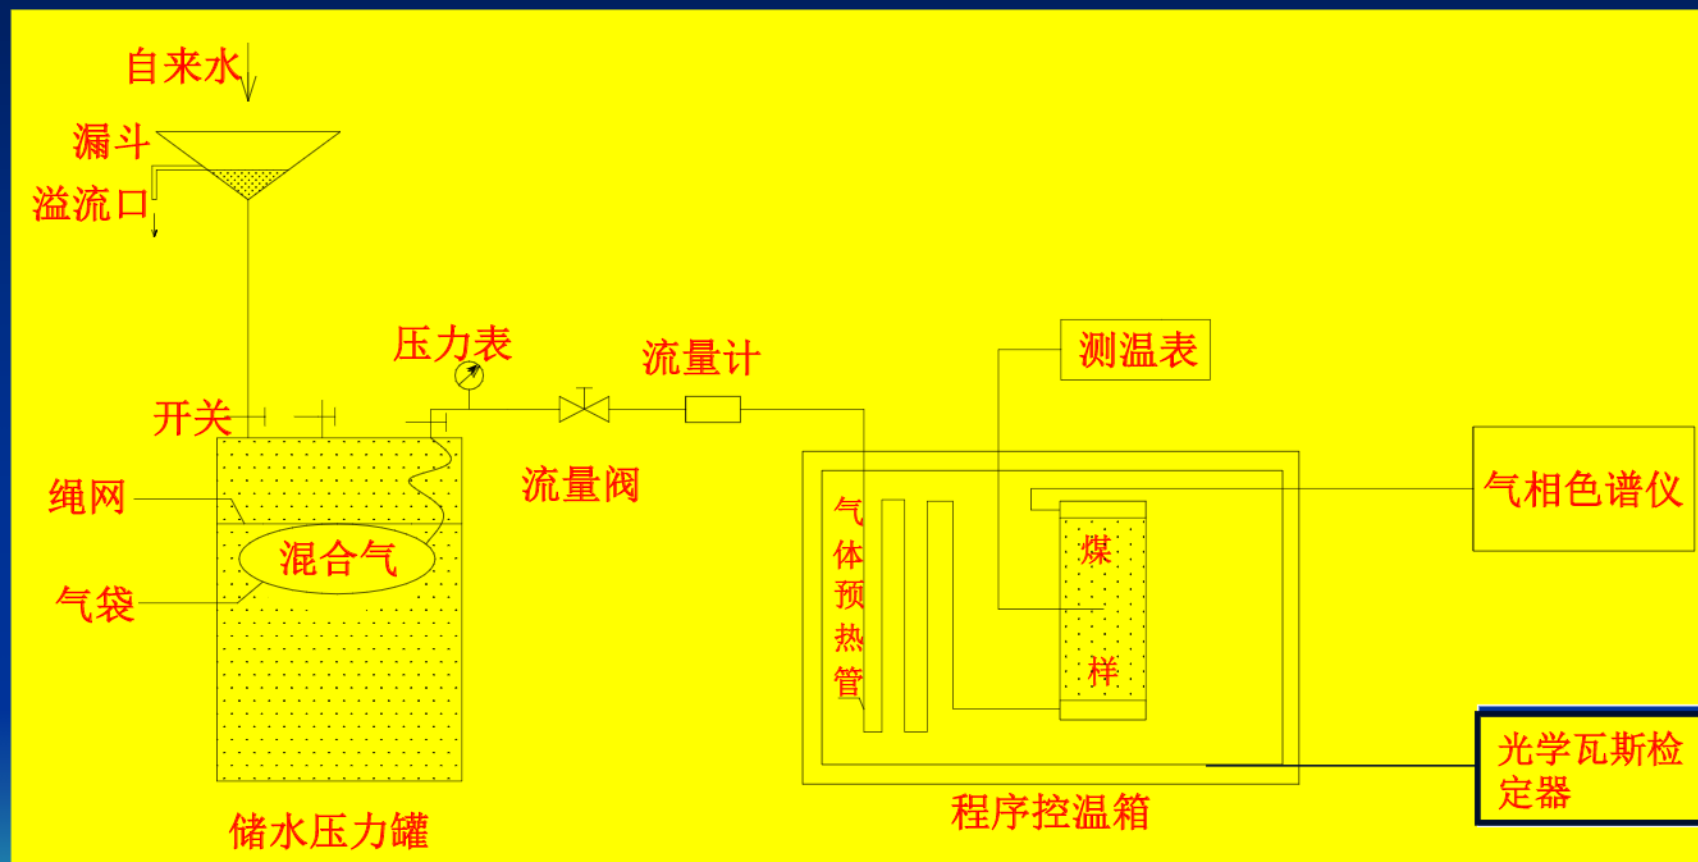 自来水
漏斗
溢流口
压力表
流量计
测温表
开关
流量阀
绳网
混合气
气袋
气体预热管
煤样
气相色谱仪
光学瓦斯检
定器
储水压力罐
程序控温箱